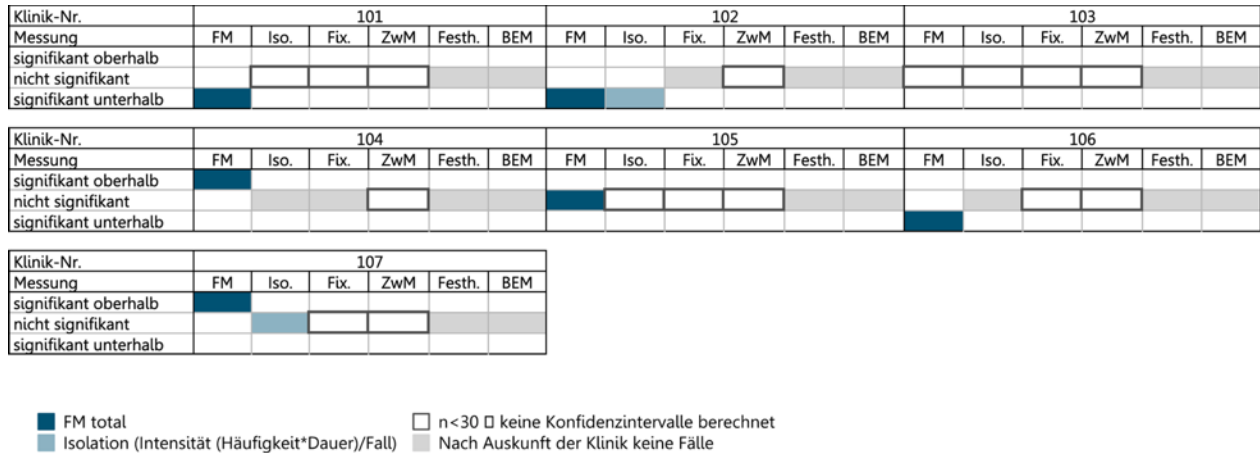 Klinik-Nr. 101 102 103
Messung FM Iso. Fix. ZwM Festh. BEM FM Iso. Fix. ZwM Festh. BEM FM Iso. Fix. ZwM Festh. BEM
signifikant oberhalb
nicht signifikant
signifikant unterhalb
Klinik-Nr. 104 105 106
Messung FM Iso. Fix. ZwM Festh. BEM FM Iso. Fix. ZwM Festh. BEM FM Iso. Fix. ZwM Festh. BEM
signifikant oberhalb
nicht signifikant
signifikant unterhalb
Klinik-Nr. 107
Messung FM Iso. Fix. ZwM Festh. BEM
signifikant oberhalb
nicht signifikant
signifikant unterhalb
FM total
Isolation (Intensität (Häufigkeit*Dauer)/Fall)
n<30 ▯ keine Konfidenzintervalle berechnet
Nach Auskunft der Klinik keine Fälle